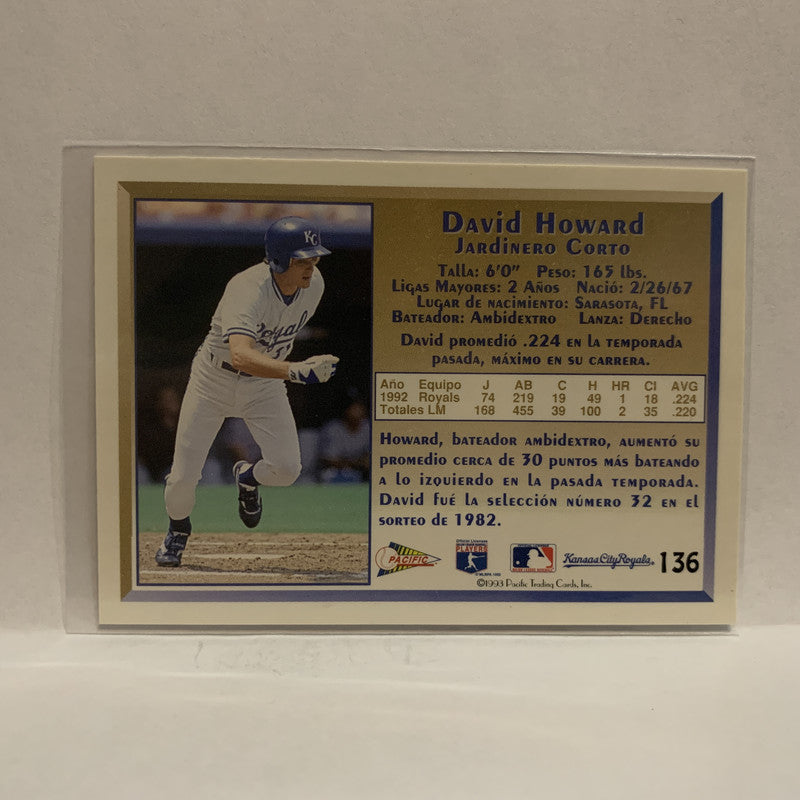 KC
Royals
David Howard
Jardinero Corto
Talla: 6'0" Peso: 165 lbs.
Ligas Mayores: 2 Años Nació: 2/26/67
Lugar de nacimiento: Sarasota, FL
Bateador: Ambidextro Lanza: Derecho
David promedió .224 en la temporada
pasada, máximo en su carrera.
Año Equipo J AB C H HR CI AVG
1992 Royals 74 219 19 49 1 18 .224
Totales LM 168 455 39 100 2 35 .220
Howard, bateador ambidextro, aumentó su
promedio cerca de 30 puntos más bateando
a lo izquierdo en la pasada temporada.
David fué la selección número 32 en el
sorteo de 1982.
PACIFIC
PLAYERS
Kansas City Royals
136
©1993 Pacific Trading Cards, Inc.